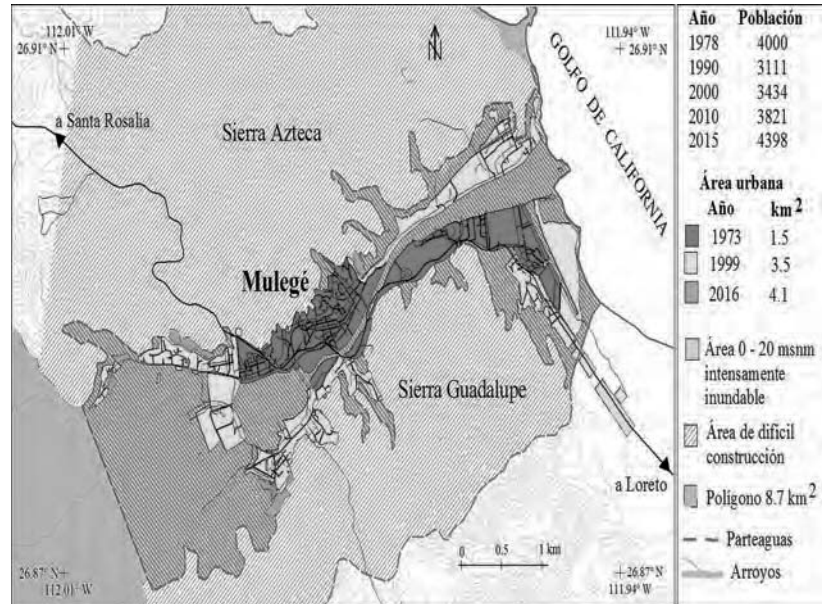 112.01° W
26.91° N
N
111.94° W
26.91° N
a Santa Rosalia
Sierra Azteca
GOLFO DE CALIFORNIA
Mulegé
Sierra Guadalupe
a Loreto
0 0.5 1 km
26.87° N
112.01° W
26.87° N
111.94° W
Año Población
1978 4000
1990 3111
2000 3434
2010 3821
2015 4398
Área urbana
Año km²
1973 1.5
1999 3.5
2016 4.1
Área 0 - 20 msnm
intensamente
inundable
Área de difícil
construcción
Polígono 8.7 km²
Parteaguas
Arroyos